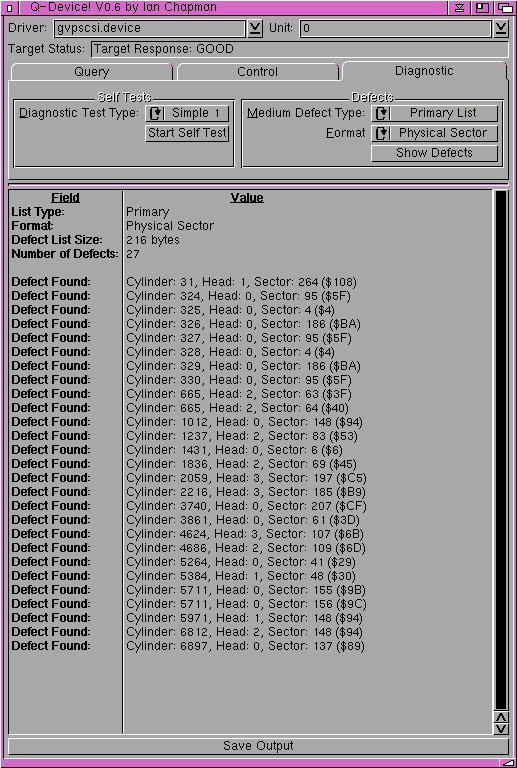 Q-Device! V0.6 by Ian Chapman
Driver: gvpscsi.device Unit: 0
Target Status: Target Response: GOOD
Query Control Diagnostic
Self Tests Defects
Diagnostic Test Type: Simple 1 Medium Defect Type: Primary List
Start Self Test Format Physical Sector
Show Defects
Field Value
List Type: Primary
Format: Physical Sector
Defect List Size: 216 bytes
Number of Defects: 27
Defect Found: Cylinder: 31, Head: 1, Sector: 264 ($108)
Defect Found: Cylinder: 324, Head: 0, Sector: 95 ($5F)
Defect Found: Cylinder: 325, Head: 0, Sector: 4 ($4)
Defect Found: Cylinder: 326, Head: 0, Sector: 186 ($BA)
Defect Found: Cylinder: 327, Head: 0, Sector: 95 ($5F)
Defect Found: Cylinder: 328, Head: 0, Sector: 4 ($4)
Defect Found: Cylinder: 329, Head: 0, Sector: 186 ($BA)
Defect Found: Cylinder: 330, Head: 0, Sector: 95 ($5F)
Defect Found: Cylinder: 665, Head: 2, Sector: 63 ($3F)
Defect Found: Cylinder: 665, Head: 2, Sector: 64 ($40)
Defect Found: Cylinder: 1012, Head: 0, Sector: 148 ($94)
Defect Found: Cylinder: 1237, Head: 2, Sector: 83 ($53)
Defect Found: Cylinder: 1431, Head: 0, Sector: 6 ($6)
Defect Found: Cylinder: 1836, Head: 2, Sector: 69 ($45)
Defect Found: Cylinder: 2059, Head: 3, Sector: 197 ($C5)
Defect Found: Cylinder: 2216, Head: 3, Sector: 185 ($B9)
Defect Found: Cylinder: 3740, Head: 0, Sector: 207 ($CF)
Defect Found: Cylinder: 3861, Head: 0, Sector: 61 ($3D)
Defect Found: Cylinder: 4624, Head: 3, Sector: 107 ($6B)
Defect Found: Cylinder: 4686, Head: 2, Sector: 109 ($6D)
Defect Found: Cylinder: 5264, Head: 0, Sector: 41 ($29)
Defect Found: Cylinder: 5384, Head: 1, Sector: 48 ($30)
Defect Found: Cylinder: 5711, Head: 0, Sector: 155 ($9B)
Defect Found: Cylinder: 5711, Head: 0, Sector: 156 ($9C)
Defect Found: Cylinder: 5971, Head: 1, Sector: 148 ($94)
Defect Found: Cylinder: 6812, Head: 2, Sector: 148 ($94)
Defect Found: Cylinder: 6897, Head: 0, Sector: 137 ($89)
Save Output